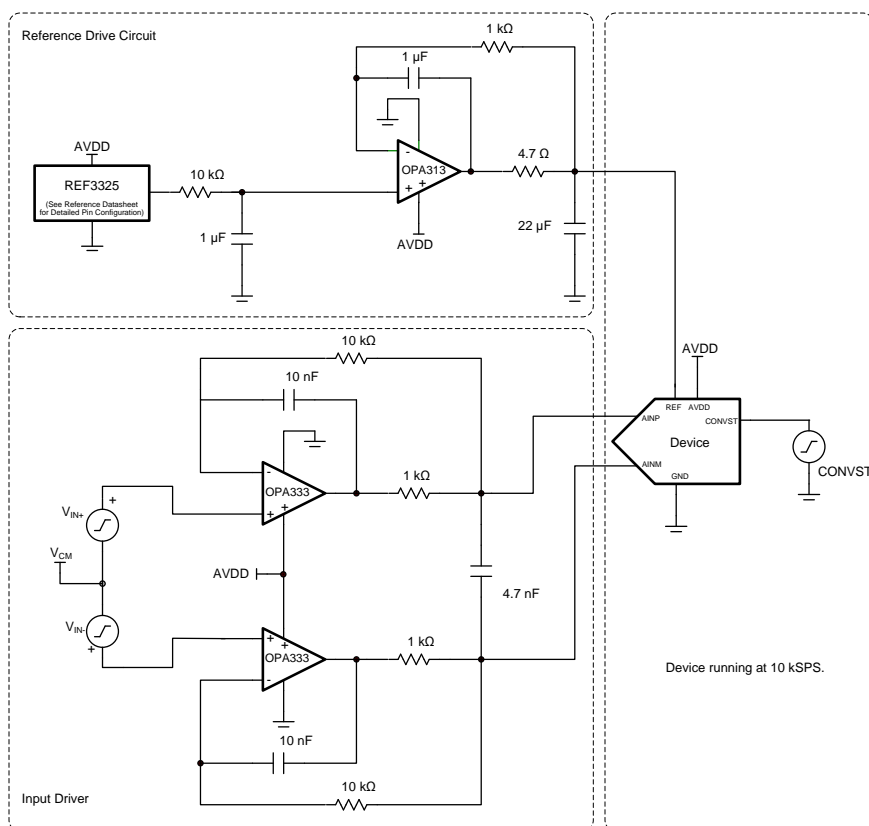 Reference Drive Circuit
1 kΩ
1 µF
AVDD
REF3325
(See Reference Datasheet
for Detailed Pin Configuration)
10 kΩ
-
OPA313
+ +
4.7 Ω
1 µF
AVDD
22 µF
10 kΩ
10 nF
AVDD
REF AVDD
AINP
CONVST
Device
AINM
GND
CONVST
-
OPA333
+ +
1 kΩ
+
VIN+
VCM
AVDD
4.7 nF
VIN-
+
+ +
OPA333
-
1 kΩ
Device running at 10 kSPS.
10 nF
10 kΩ
Input Driver